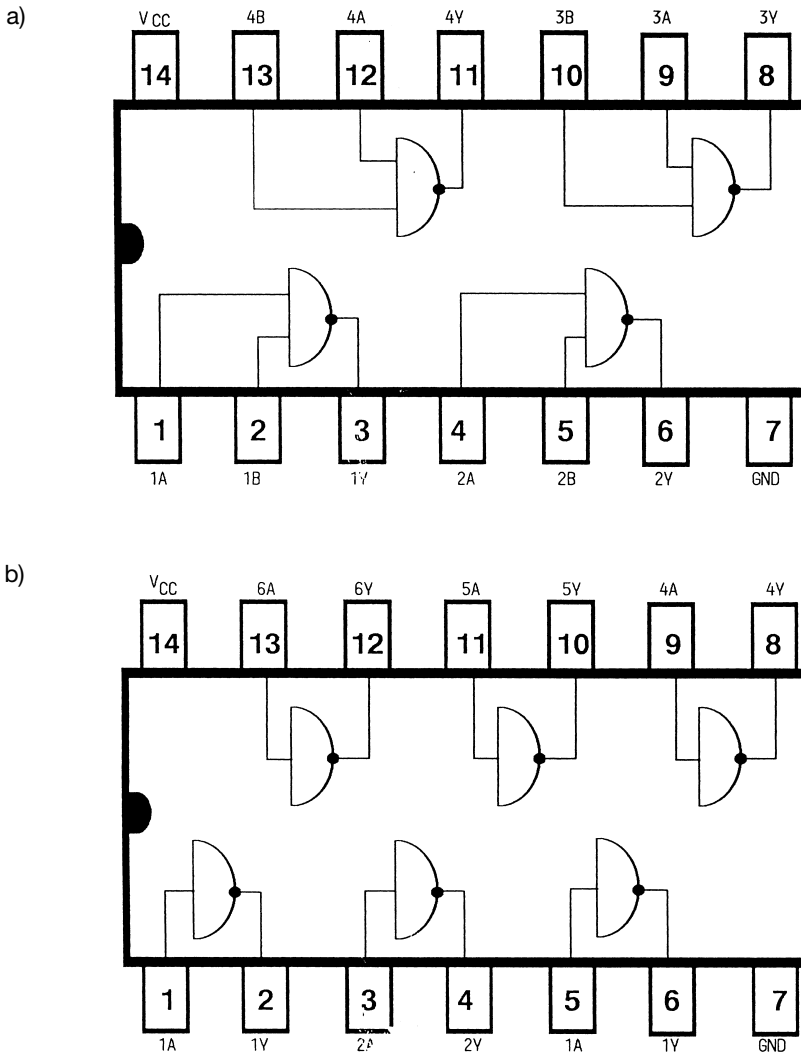 a)
VCC 4B 4A 4Y 3B 3A 3Y
14 13 12 11 10 9 8
1 2 3 4 5 6 7
1A 1B 1Y 2A 2B 2Y GND
b)
VCC 6A 6Y 5A 5Y 4A 4Y
14 13 12 11 10 9 8
1 2 3 4 5 6 7
1A 1Y 2A 2Y 1A 1Y GND